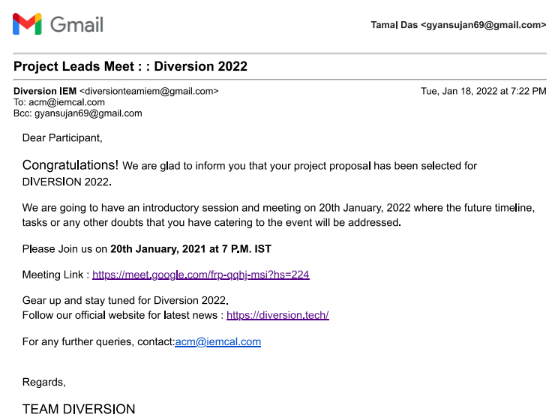 Gmail
Tamal Das <gyansujan69@gmail.com>
Project Leads Meet : : Diversion 2022
Diversion IEM <diversionteamiem@gmail.com>
Tue, Jan 18, 2022 at 7:22 PM
To: acm@iemcal.com
Bcc: gyansujan69@gmail.com
Dear Participant,
Congratulations! We are glad to inform you that your project proposal has been selected for
DIVERSION 2022.
We are going to have an introductory session and meeting on 20th January, 2022 where the future timeline,
tasks or any other doubts that you have catering to the event will be addressed.
Please Join us on 20th January, 2021 at 7 P.M. IST
Meeting Link : https://meet.google.com/frp-qqhj-msi?hs=224
Gear up and stay tuned for Diversion 2022,
Follow our official website for latest news : https://diversion.tech/
For any further queries, contact:acm@iemcal.com
Regards,
TEAM DIVERSION